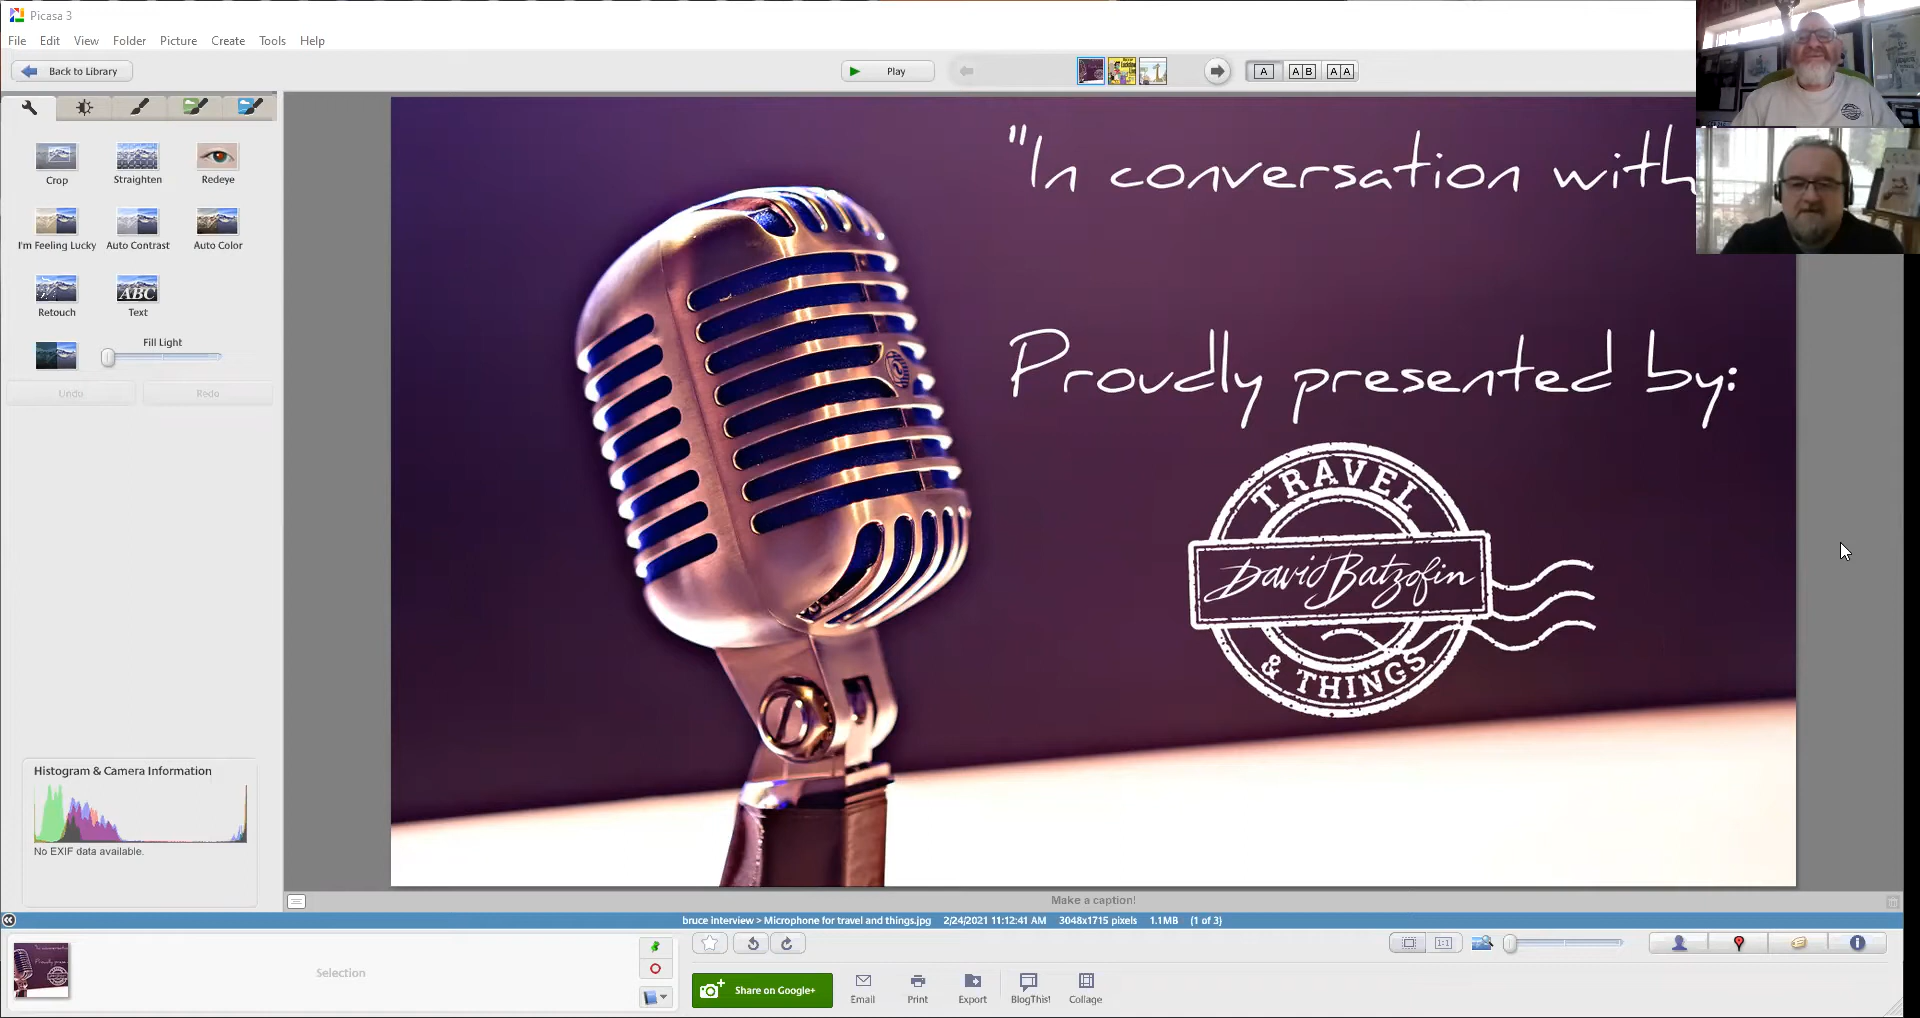 Picasa 3
File Edit View Folder Picture Create Tools Help
Back to Library
Play
A
A B
A A
Crop Straighten Redeye
I'm Feeling Lucky Auto Contrast Auto Color
Retouch
ABC
Text
Fill Light
Undo Redo
Histogram & Camera Information
No EXIF data available.
"In conversation with
Proudly presented by:
TRAVEL
David Batzofin
& THINGS
Make a caption!
bruce interview > Microphone for travel and things.jpg 2/24/2021 11:12:41 AM 3048x1715 pixels 1.1MB (1 of 3)
Selection
1:1
Share on Google+
Email Print Export BlogThis! Collage